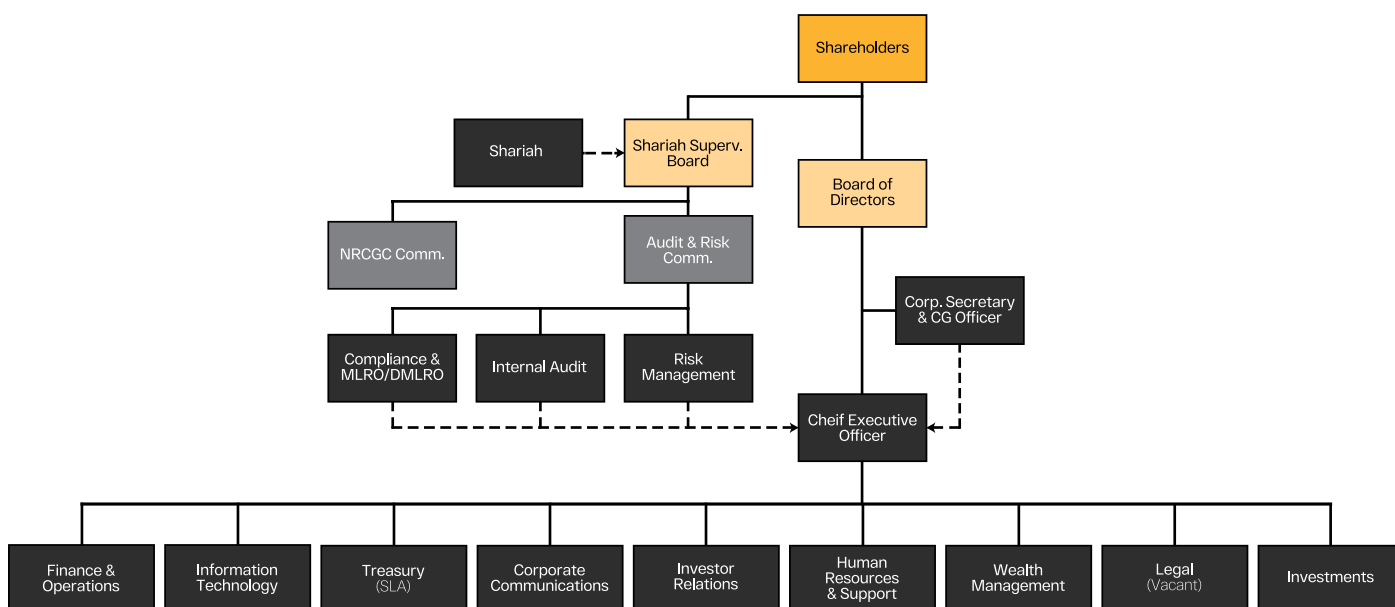 Shareholders
Shariah
Shariah Superv.
Board
Board of
Directors
NRCGC Comm.
Audit & Risk
Comm.
Corp. Secretary
& CG Officer
Compliance &
MLRO/DMLRO
Internal Audit
Risk
Management
Cheif Executive
Officer
Finance &
Operations
Information
Technology
Treasury
(SLA)
Corporate
Communications
Investor
Relations
Human
Resources
& Support
Wealth
Management
Legal
(Vacant)
Investments